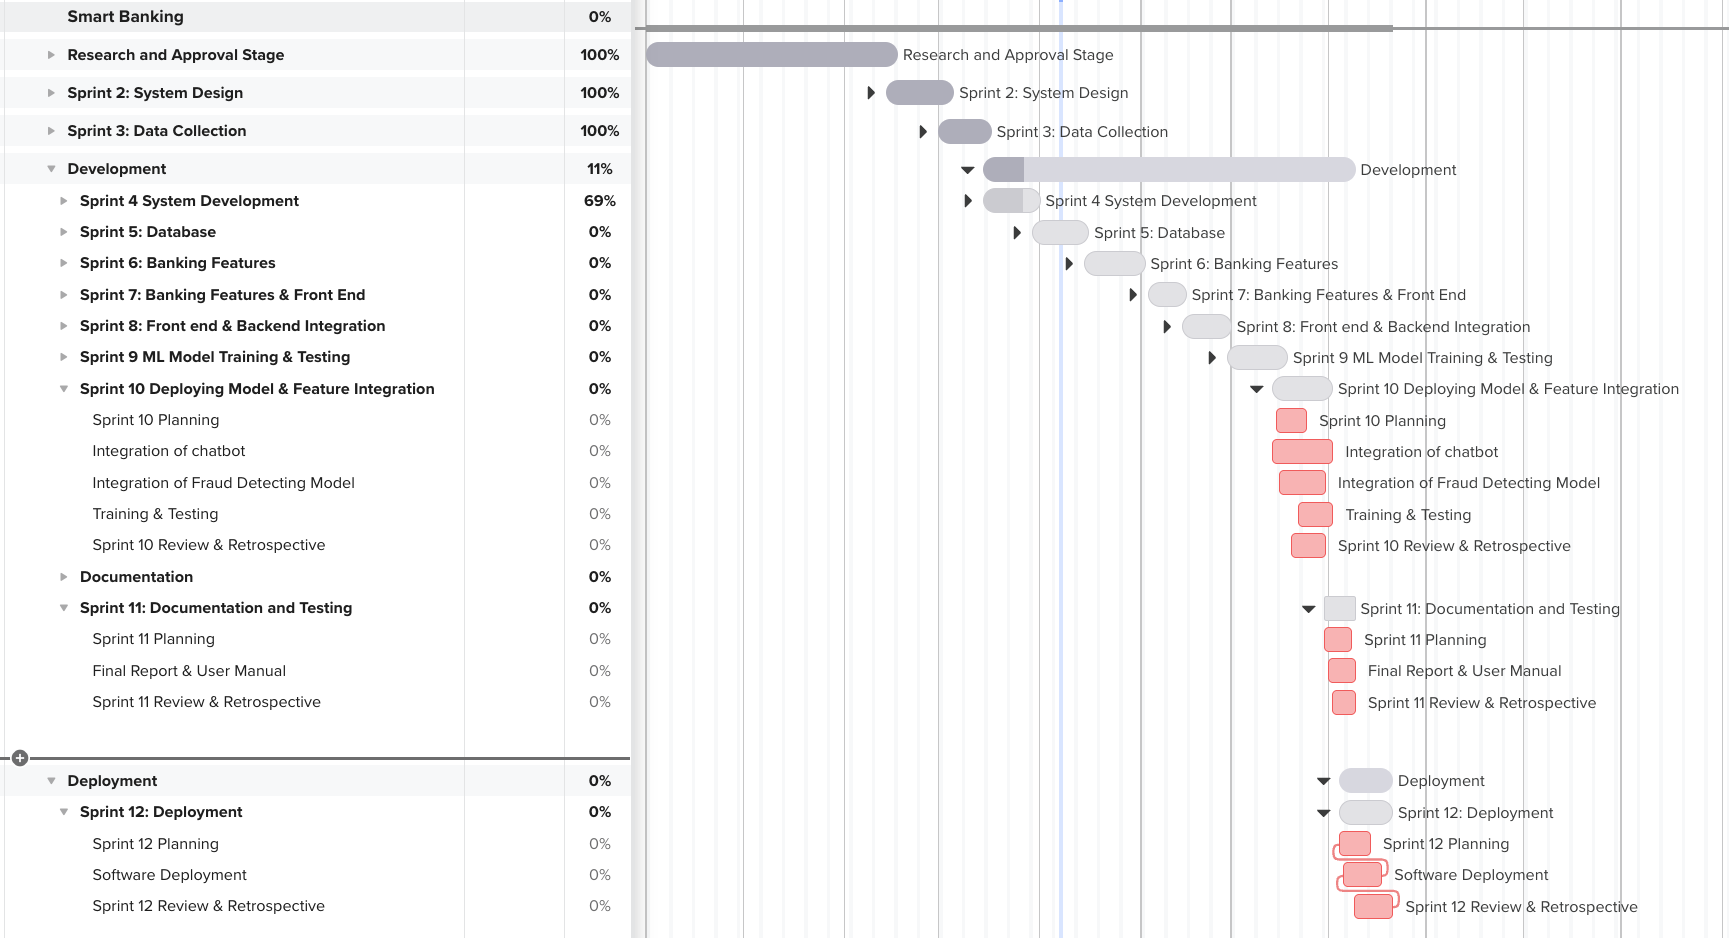 Smart Banking 0%
Research and Approval Stage 100% Research and Approval Stage
Sprint 2: System Design 100% Sprint 2: System Design
Sprint 3: Data Collection 100% Sprint 3: Data Collection
Development 11% Development
Sprint 4 System Development 69% Sprint 4 System Development
Sprint 5: Database 0% Sprint 5: Database
Sprint 6: Banking Features 0% Sprint 6: Banking Features
Sprint 7: Banking Features & Front End 0% Sprint 7: Banking Features & Front End
Sprint 8: Front end & Backend Integration 0% Sprint 8: Front end & Backend Integration
Sprint 9 ML Model Training & Testing 0% Sprint 9 ML Model Training & Testing
Sprint 10 Deploying Model & Feature Integration 0% Sprint 10 Deploying Model & Feature Integration
Sprint 10 Planning 0% Sprint 10 Planning
Integration of chatbot 0% Integration of chatbot
Integration of Fraud Detecting Model 0% Integration of Fraud Detecting Model
Training & Testing 0% Training & Testing
Sprint 10 Review & Retrospective 0% Sprint 10 Review & Retrospective
Documentation 0%
Sprint 11: Documentation and Testing 0% Sprint 11: Documentation and Testing
Sprint 11 Planning 0% Sprint 11 Planning
Final Report & User Manual 0% Final Report & User Manual
Sprint 11 Review & Retrospective 0% Sprint 11 Review & Retrospective
Deployment 0% Deployment
Sprint 12: Deployment 0% Sprint 12: Deployment
Sprint 12 Planning 0% Sprint 12 Planning
Software Deployment 0% Software Deployment
Sprint 12 Review & Retrospective 0% Sprint 12 Review & Retrospective